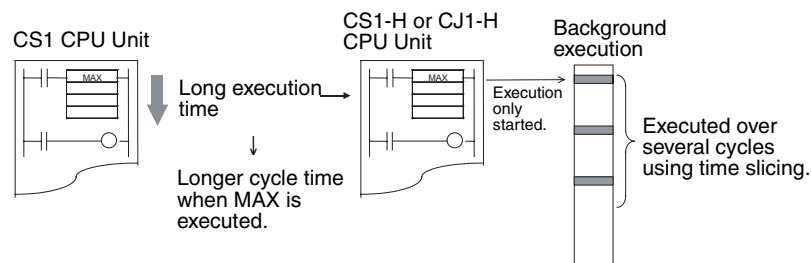 CS1 CPU Unit
MAX
Long execution
time
Longer cycle time
when MAX is
executed.
CS1-H or CJ1-H
CPU Unit
MAX
Execution
only
started.
Background
execution
Executed over
several cycles
using time slicing.